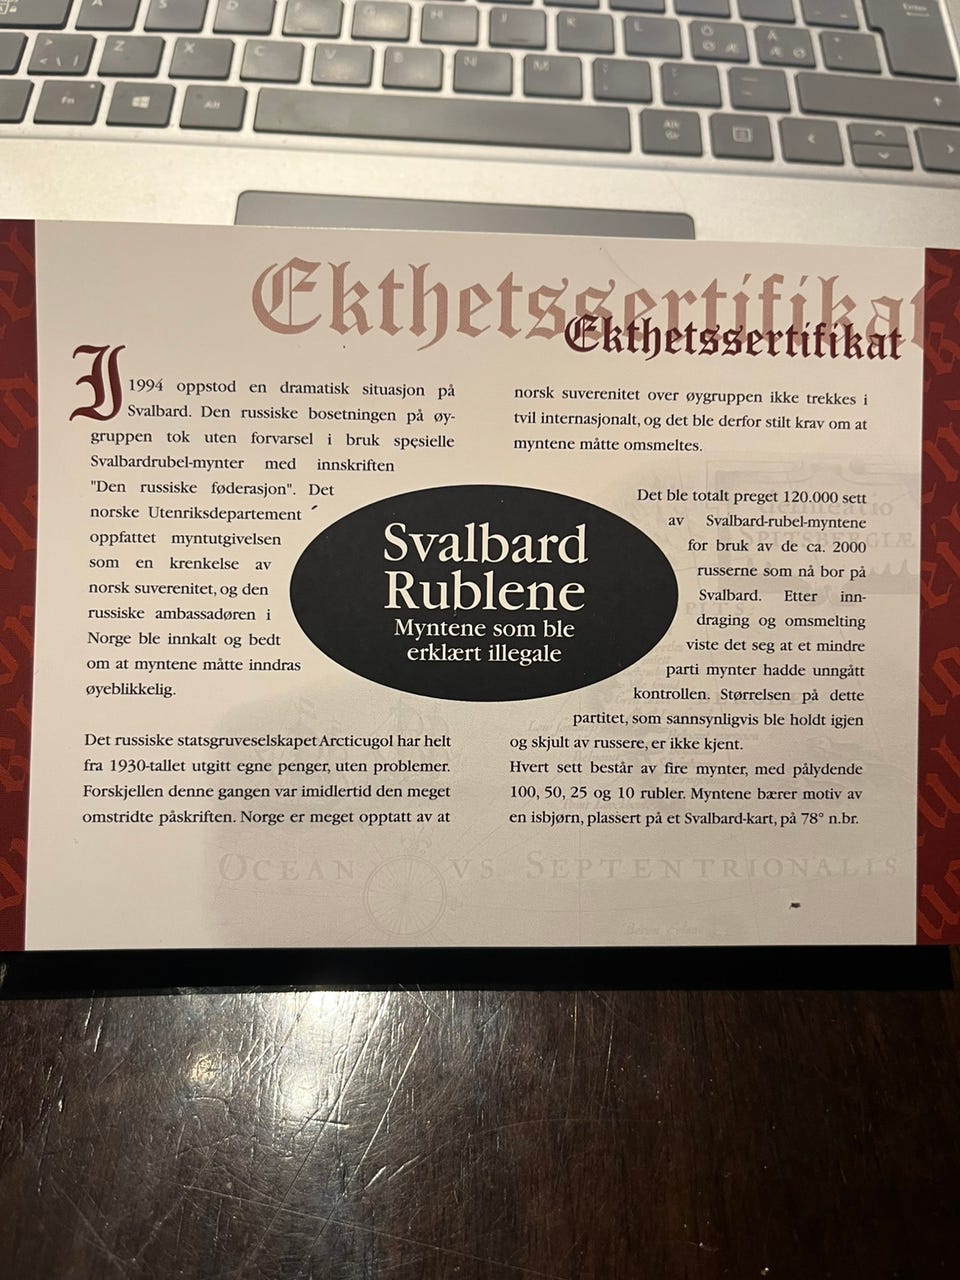 Ekthetssertifikat
Ekthetssertifikat
I 1994 oppstod en dramatisk situasjon på
Svalbard. Den russiske bosetningen på øy-
gruppen tok uten forvarsel i bruk spesielle
Svalbardrubel-mynter med innskriften
"Den russiske føderasjon". Det
norske Utenriksdepartement
oppfattet myntutgivelsen
som en krenkelse av
norsk suverenitet, og den
russiske ambassadøren i
Norge ble innkalt og bedt
om at myntene måtte inndras
øyeblikkelig.
Det russiske statsgruveselskapet Arcticugol har helt
fra 1930-tallet utgitt egne penger, uten problemer.
Forskjellen denne gangen var imidlertid den meget
omstridte påskriften. Norge er meget opptatt av at
Svalbard
Rublene
Myntene som ble
erklært illegale
norsk suverenitet over øygruppen ikke trekkes i
tvil internasjonalt, og det ble derfor stilt krav om at
myntene måtte omsmeltes.
Det ble totalt preget 120.000 sett
av Svalbard-rubel-myntene
for bruk av de ca. 2000
russerne som nå bor på
Svalbard. Etter inn-
draging og omsmelting
viste det seg at et mindre
parti mynter hadde unngått
kontrollen. Størrelsen på dette
partitet, som sannsynligvis ble holdt igjen
og skjult av russere, er ikke kjent.
Hvert sett består av fire mynter, med pålydende
100, 50, 25 og 10 rubler. Myntene bærer motiv av
en isbjørn, plassert på et Svalbard-kart, på 78° n.br.
OCEANVS SEPTENTRIONALIS
Z X C V B N M
Fn Alt Alt Gr